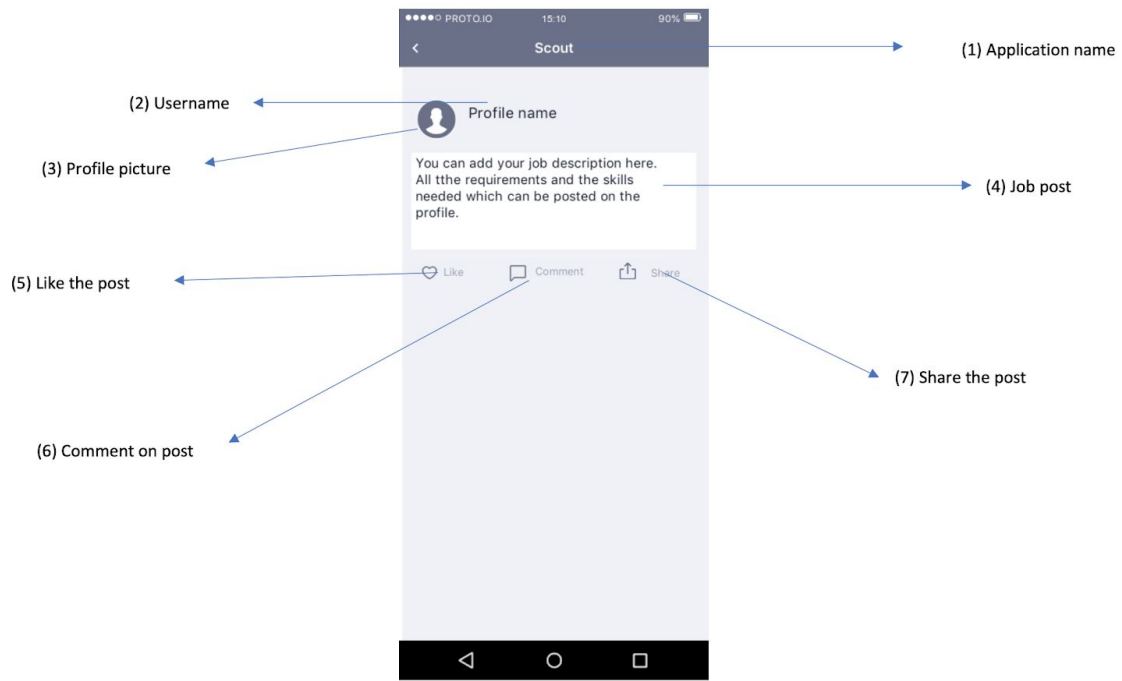 PROTO.IO 15:10 90%
Scout
(1) Application name
(2) Username
Profile name
(3) Profile picture
You can add your job description here.
All tthe requirements and the skills
needed which can be posted on the
profile.
(4) Job post
(5) Like the post
Like Comment Share
(7) Share the post
(6) Comment on post